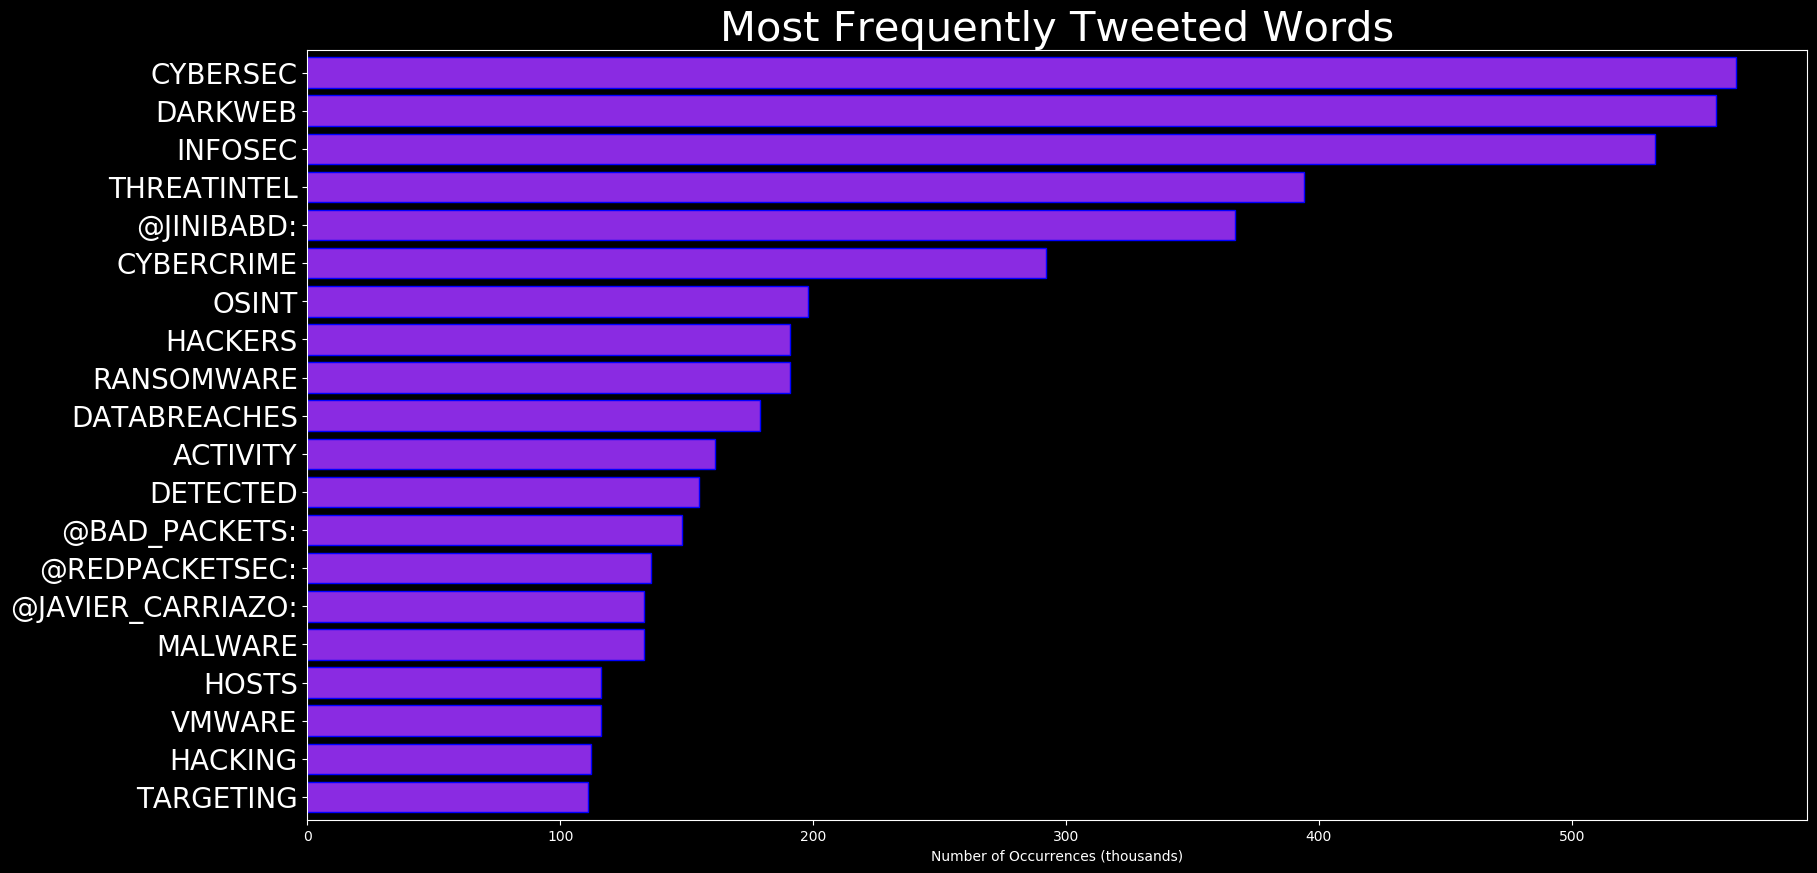 Most Frequently Tweeted Words
CYBERSEC
DARKWEB
INFOSEC
THREATINTEL
@JINIBABD:
CYBERCRIME
OSINT
HACKERS
RANSOMWARE
DATABREACHES
ACTIVITY
DETECTED
@BAD_PACKETS:
@REDPACKETSEC:
@JAVIER_CARRIAZO:
MALWARE
HOSTS
VMWARE
HACKING
TARGETING
0 100 200 300 400 500
Number of Occurrences (thousands)